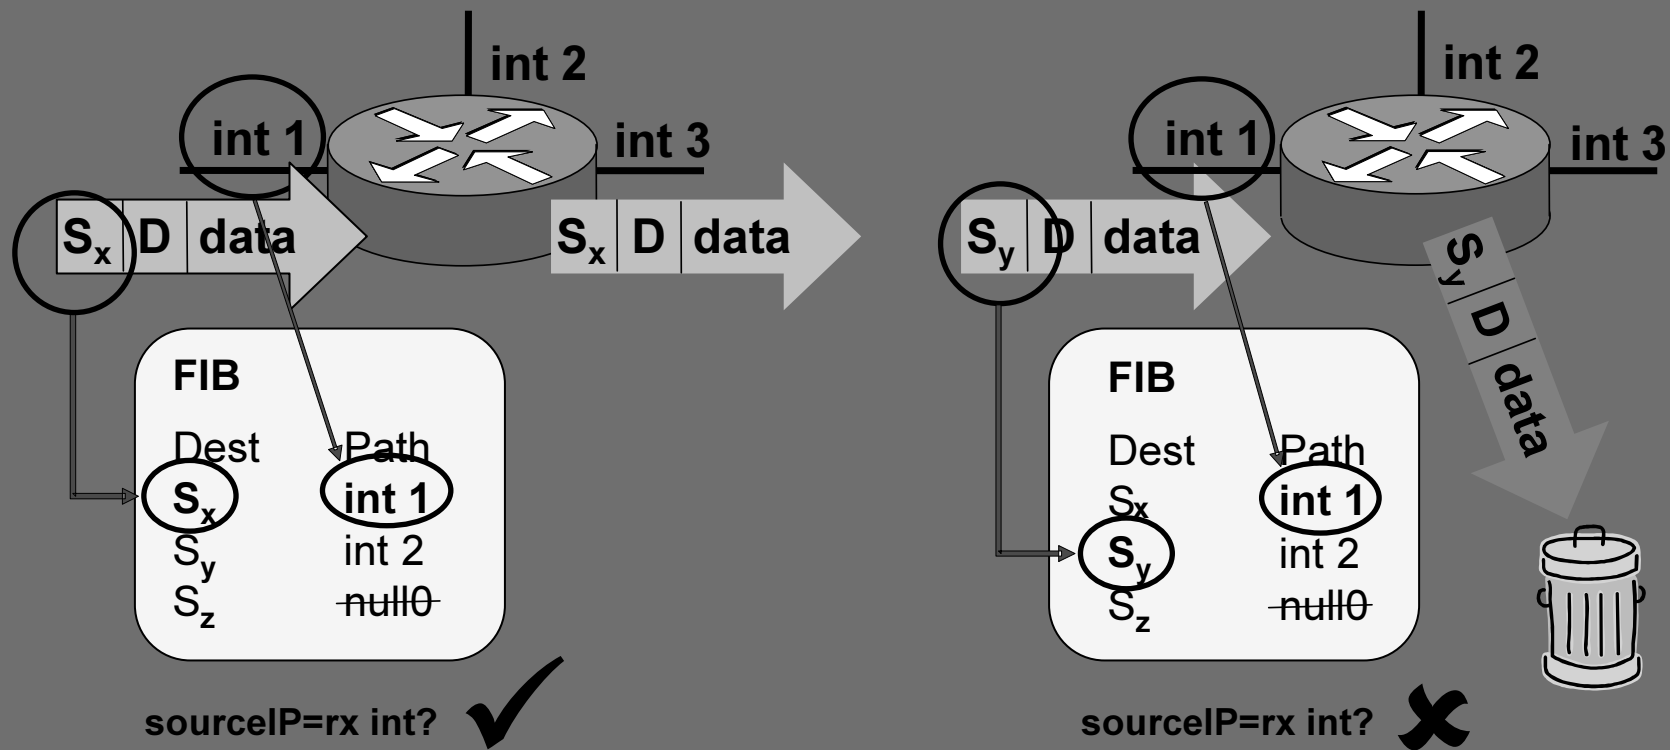 int 2
int 1
int 3
Sx D data
Sx D data
FIB
Dest Path
Sx int 1
Sy int 2
Sz null0
sourceIP=rx int?
int 2
int 1
int 3
Sy D data
Sy D data
FIB
Dest Path
Sx int 1
Sy int 2
Sz null0
sourceIP=rx int?